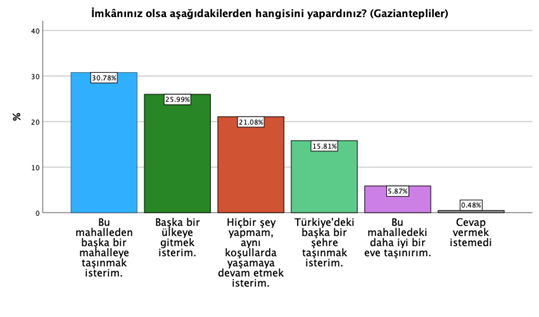 İmkânınız olsa aşağıdakilerden hangisini yapardınız? (Gaziantepliler)
40
30
20
10
0
%
30.78%
25.99%
21.08%
15.81%
5.87%
0.48%
Bu
mahalleden
başka bir
mahalleye
taşınmak
isterim.
Başka bir
ülkeye
gitmek
isterim.
Hiçbir şey
yapmam,
aynı
koşullarda
yaşamaya
devam etmek
isterim.
Türkiye'deki
başka bir
şehre
taşınmak
isterim.
Bu
mahalledeki
daha iyi bir
eve taşınırım.
Cevap
vermek
istemedi